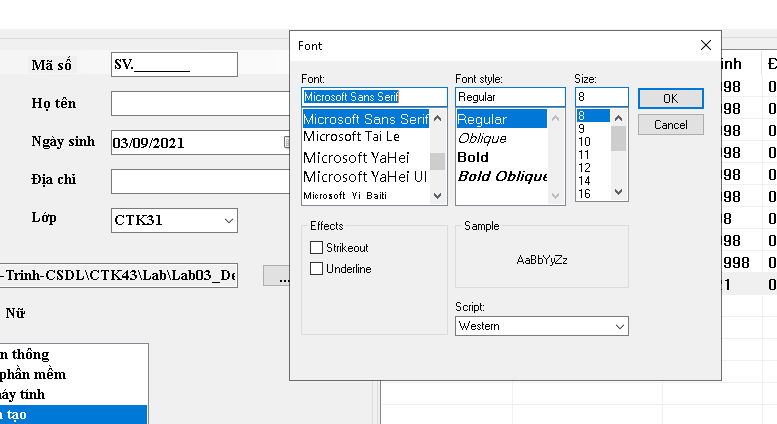 Mã số
SV.________
Họ tên
Ngày sinh
03/09/2021
Địa chỉ
Lớp
CTK31
-Trinh-CSDL\CTK43\Lab\Lab03_De
...
Nữ
n thông
phần mềm
áy tính
tạo
Font
Font:
Microsoft Sans Serif
Microsoft Sans Serif
Microsoft Tai Le
Microsoft YaHei
Microsoft YaHei UI
Microsoft Yi Baiti
Font style:
Regular
Regular
Oblique
Bold
Bold Oblique
Size:
8
8
9
10
11
12
14
16
OK
Cancel
Effects
Strikeout
Underline
Sample
AaBbYyZz
Script:
Western
inh
Đ
98
0
98
0
98
0
98
0
98
0
98
0
8
0
98
0
998
0
21
0